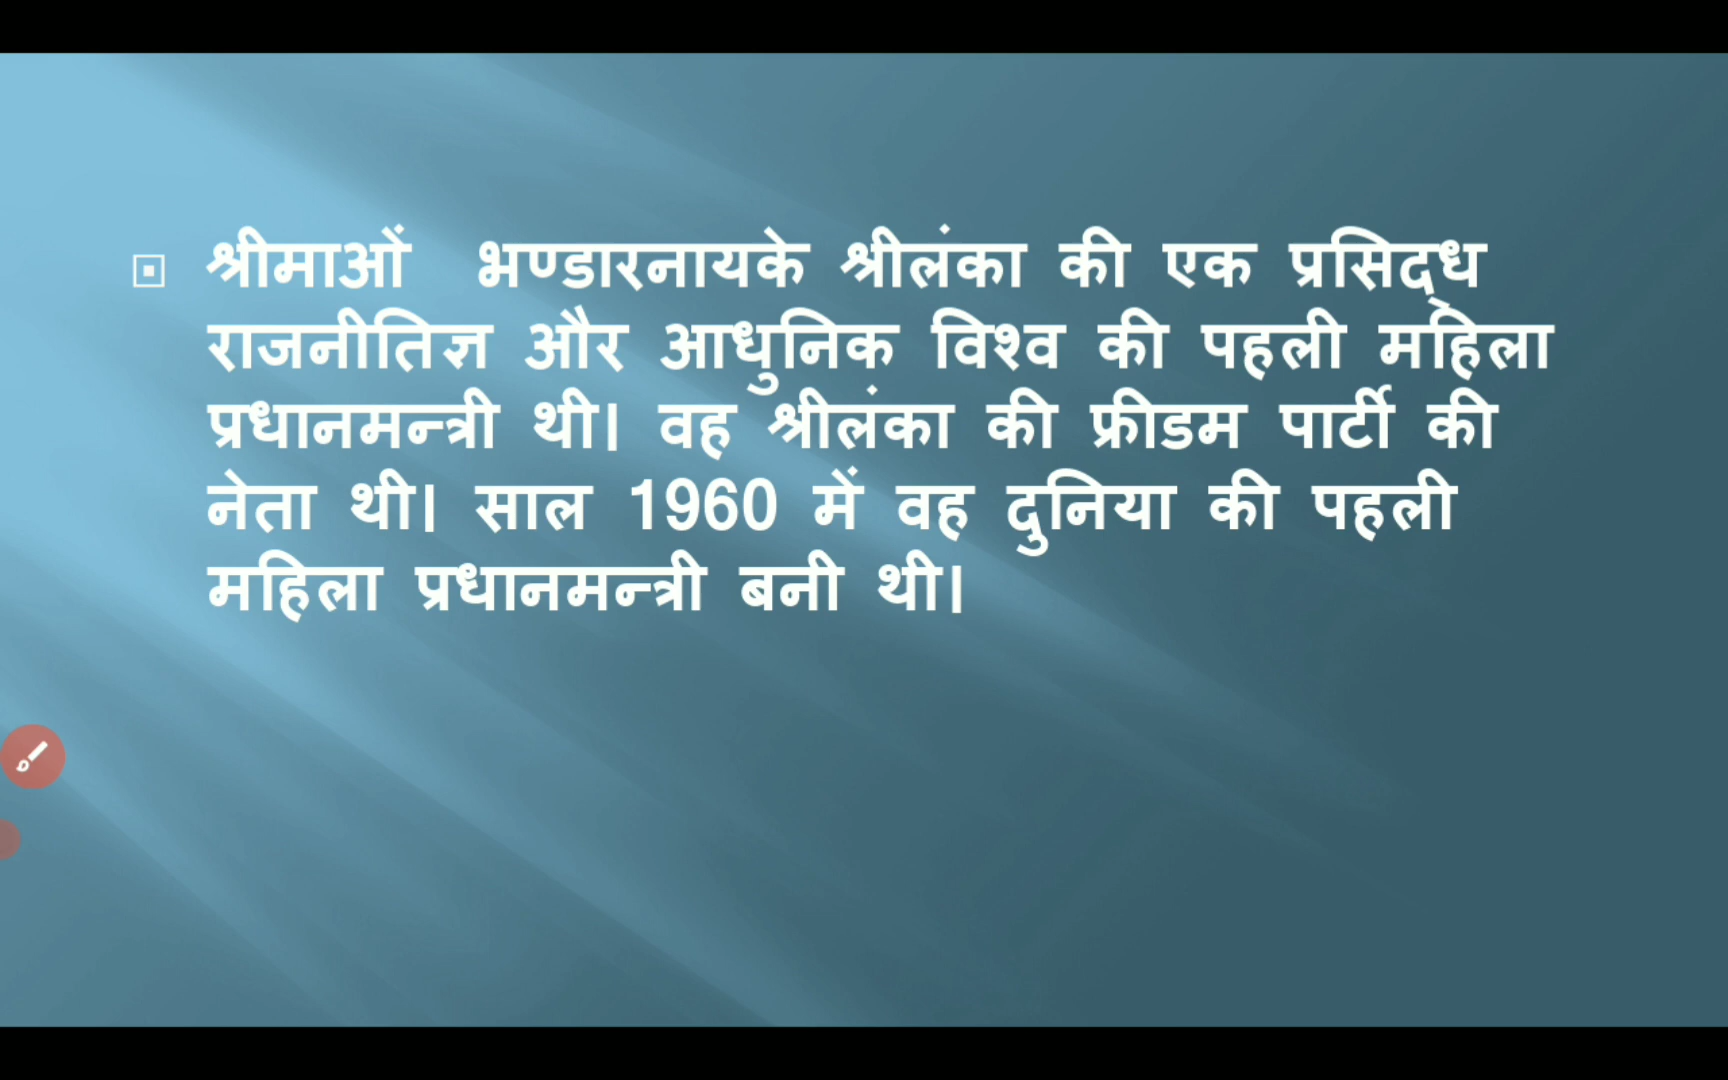 श्रीमाओं भण्डारनायके श्रीलंका की एक प्रसिद्ध
राजनीतिज्ञ और आधुनिक विश्व की पहली महिला
प्रधानमन्त्री थी। वह श्रीलंका की फ्रीडम पार्टी की
नेता थी। साल 1960 में वह दुनिया की पहली
महिला प्रधानमन्त्री बनी थी।